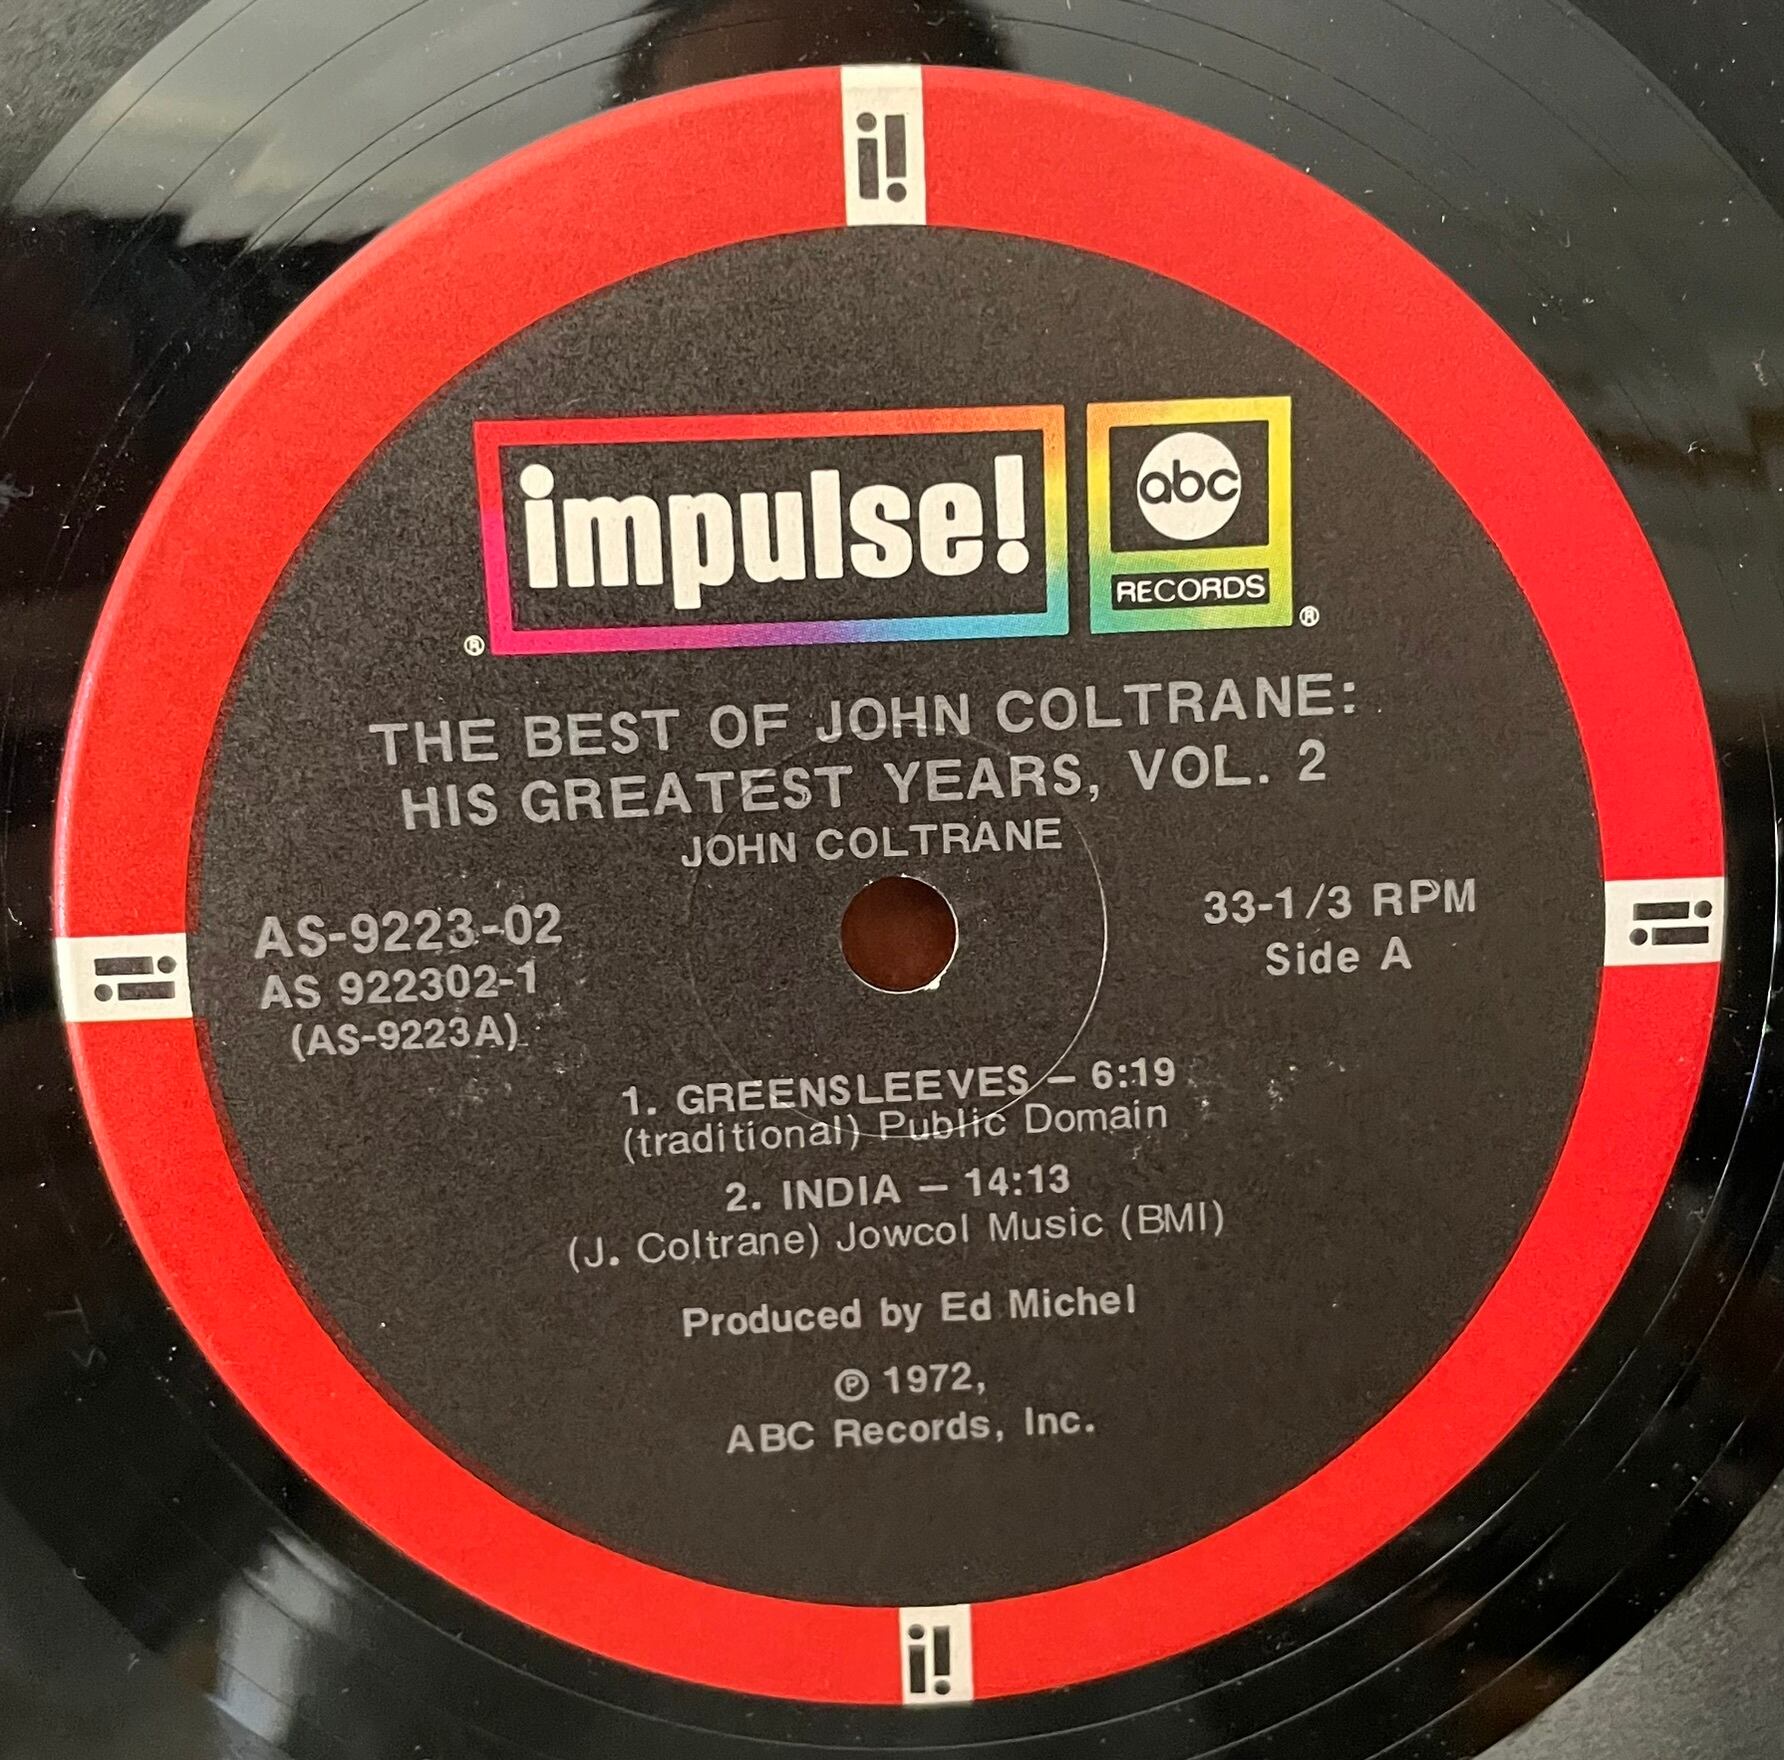 i!
impulse!
abc
RECORDS
® ®
THE BEST OF JOHN COLTRANE:
HIS GREATEST YEARS, VOL. 2
JOHN COLTRANE
AS-9223-02
AS 922302-1
(AS-9223A)
33-1/3 RPM
Side A
i!
i!
1. GREENSLEEVES – 6:19
(traditional) Public Domain
2. INDIA – 14:13
(J. Coltrane) Jowcol Music (BMI)
Produced by Ed Michel
℗ 1972,
ABC Records, Inc.
i!